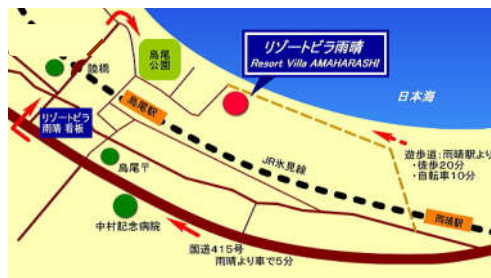 リゾートピラ雨晴
Resort Villa AMAHARASHI
島尾
公園
陸橋
日本海
リゾートピラ
雨晴 看板
島尾駅
遊歩道：雨晴駅より
・徒歩20分
・自転車10分
JR氷見線
島尾〒
雨晴駅
中村記念病院
国道415号
雨晴より車で5分